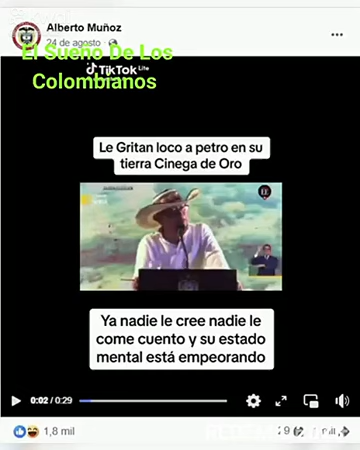 Alberto Muñoz
24 de agosto
El Sueño De Los
Colombianos
TikTok Lite
Le Gritan loco a petro en su
tierra Cinega de Oro
Ya nadie le cree nadie le
come cuento y su estado
mental está empeorando
0:02 / 0:29
1,8 mil